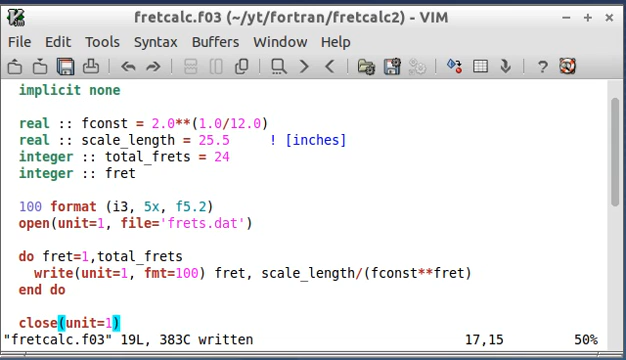 fretcalc.f03 (~/yt/fortran/fretcalc2) - VIM
File Edit Tools Syntax Buffers Window Help
implicit none
real :: fconst = 2.0**(1.0/12.0)
real :: scale_length = 25.5     ! [inches]
integer :: total_frets = 24
integer :: fret
100 format (i3, 5x, f5.2)
open(unit=1, file='frets.dat')
do fret=1,total_frets
  write(unit=1, fmt=100) fret, scale_length/(fconst**fret)
end do
close(unit=1)
"fretcalc.f03" 19L, 383C written 17,15 50%